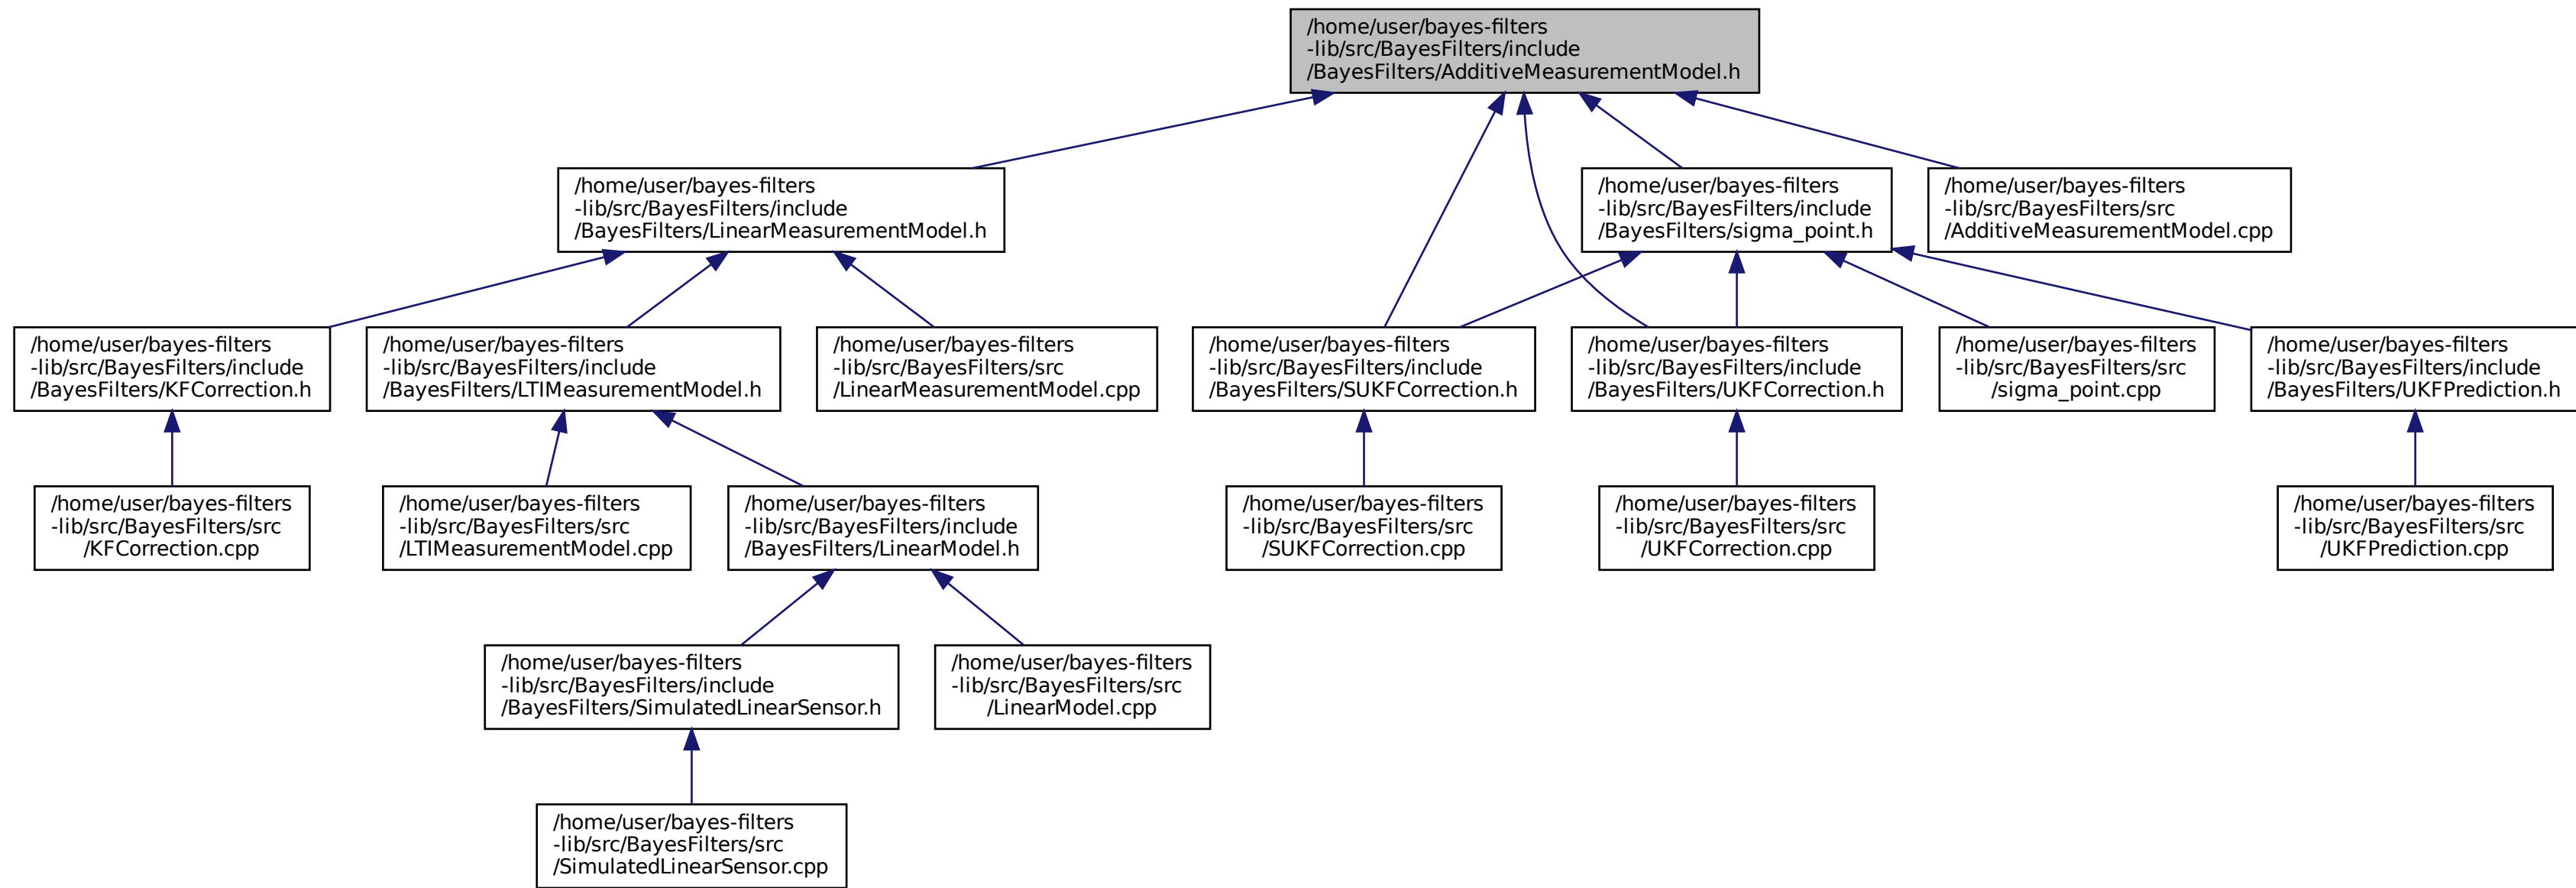 /home/user/bayes-filters
-lib/src/BayesFilters/include
/BayesFilters/AdditiveMeasurementModel.h
/home/user/bayes-filters
-lib/src/BayesFilters/include
/BayesFilters/LinearMeasurementModel.h
/home/user/bayes-filters
-lib/src/BayesFilters/include
/BayesFilters/sigma_point.h
/home/user/bayes-filters
-lib/src/BayesFilters/src
/AdditiveMeasurementModel.cpp
/home/user/bayes-filters
-lib/src/BayesFilters/include
/BayesFilters/KFCorrection.h
/home/user/bayes-filters
-lib/src/BayesFilters/include
/BayesFilters/LTIMeasurementModel.h
/home/user/bayes-filters
-lib/src/BayesFilters/src
/LinearMeasurementModel.cpp
/home/user/bayes-filters
-lib/src/BayesFilters/include
/BayesFilters/SUKFCorrection.h
/home/user/bayes-filters
-lib/src/BayesFilters/include
/BayesFilters/UKFCorrection.h
/home/user/bayes-filters
-lib/src/BayesFilters/src
/sigma_point.cpp
/home/user/bayes-filters
-lib/src/BayesFilters/include
/BayesFilters/UKFPrediction.h
/home/user/bayes-filters
-lib/src/BayesFilters/src
/KFCorrection.cpp
/home/user/bayes-filters
-lib/src/BayesFilters/src
/LTIMeasurementModel.cpp
/home/user/bayes-filters
-lib/src/BayesFilters/include
/BayesFilters/LinearModel.h
/home/user/bayes-filters
-lib/src/BayesFilters/src
/SUKFCorrection.cpp
/home/user/bayes-filters
-lib/src/BayesFilters/src
/UKFCorrection.cpp
/home/user/bayes-filters
-lib/src/BayesFilters/src
/UKFPrediction.cpp
/home/user/bayes-filters
-lib/src/BayesFilters/include
/BayesFilters/SimulatedLinearSensor.h
/home/user/bayes-filters
-lib/src/BayesFilters/src
/LinearModel.cpp
/home/user/bayes-filters
-lib/src/BayesFilters/src
/SimulatedLinearSensor.cpp